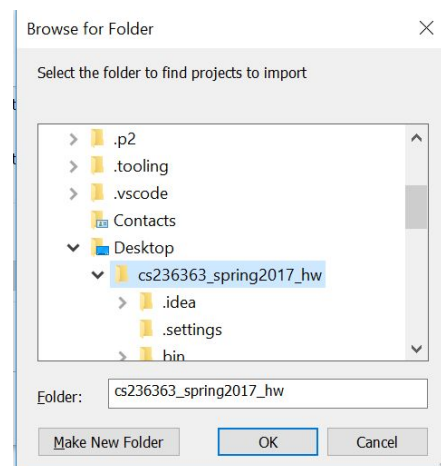 Browse for Folder
Select the folder to find projects to import
.p2
.tooling
.vscode
Contacts
Desktop
cs236363_spring2017_hw
.idea
.settings
bin
Folder: cs236363_spring2017_hw
Make New Folder OK Cancel